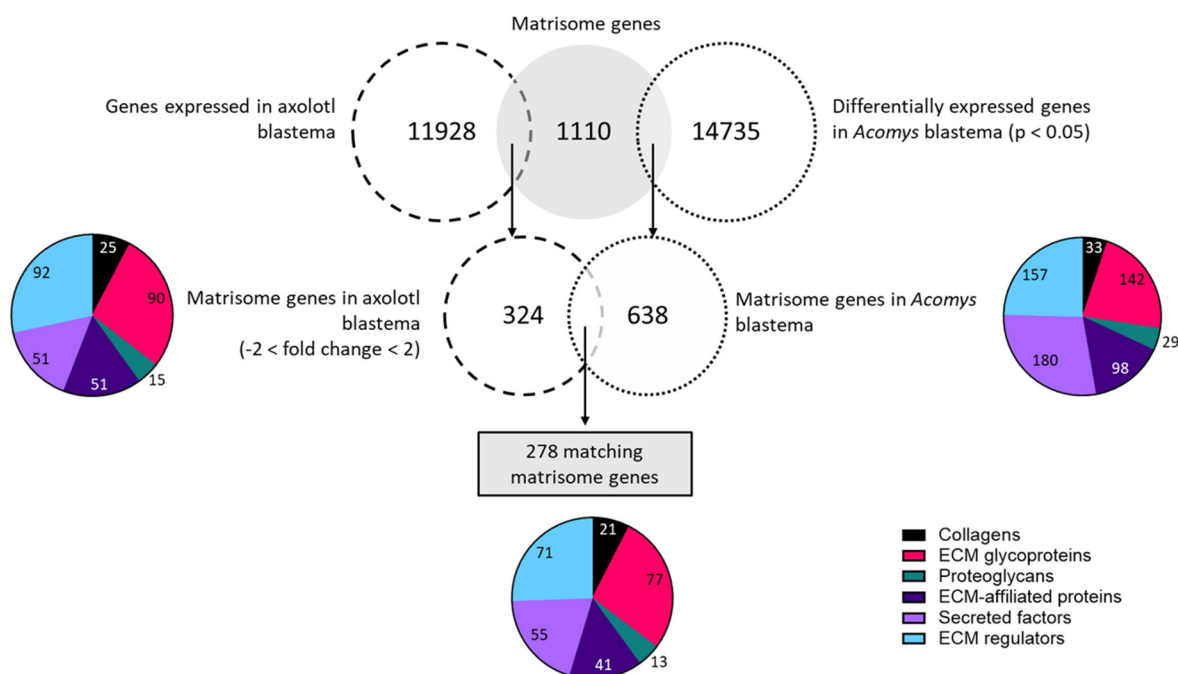 Matrisome genes
Genes expressed in axolotl
blastema
11928
1110
14735
Differentially expressed genes
in Acomys blastema (p < 0.05)
25
92
90
51
51
15
Matrisome genes in axolotl
blastema
(-2 < fold change < 2)
324
638
Matrisome genes in Acomys
blastema
33
157
142
29
180
98
278 matching
matrisome genes
21
71
77
55
41
13
Collagens
ECM glycoproteins
Proteoglycans
ECM-affiliated proteins
Secreted factors
ECM regulators